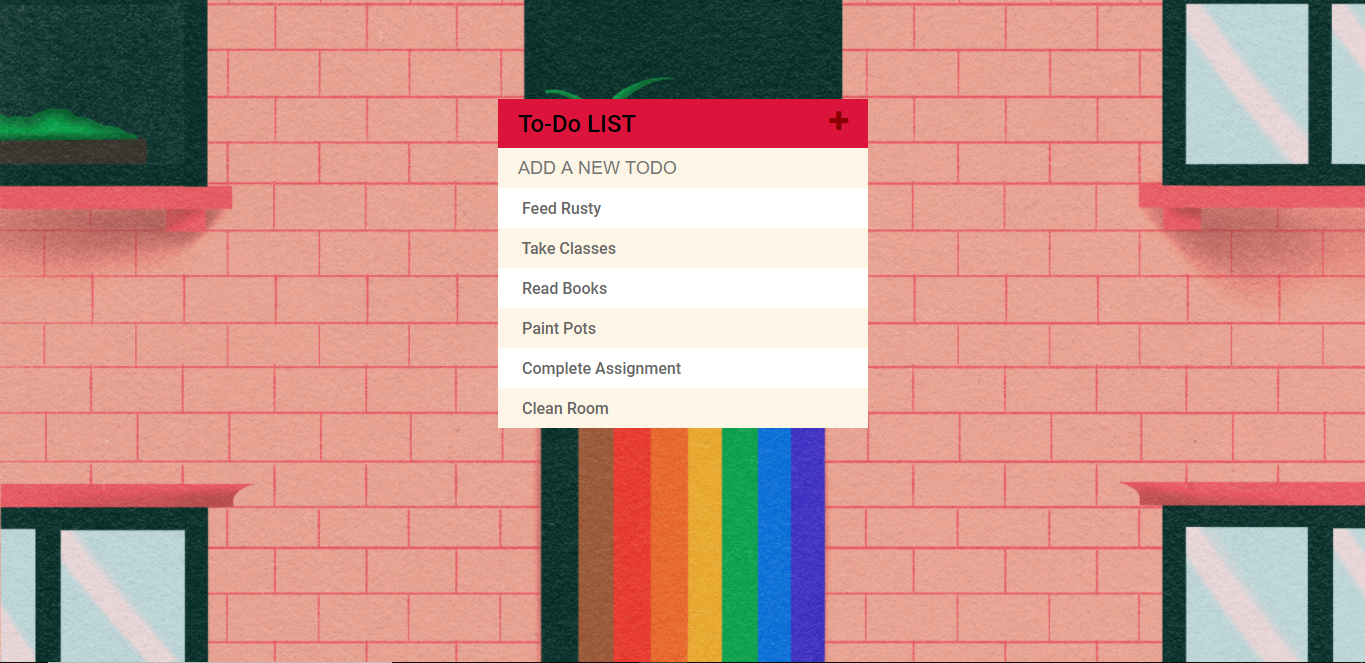 To-Do LIST
ADD A NEW TODO
Feed Rusty
Take Classes
Read Books
Paint Pots
Complete Assignment
Clean Room